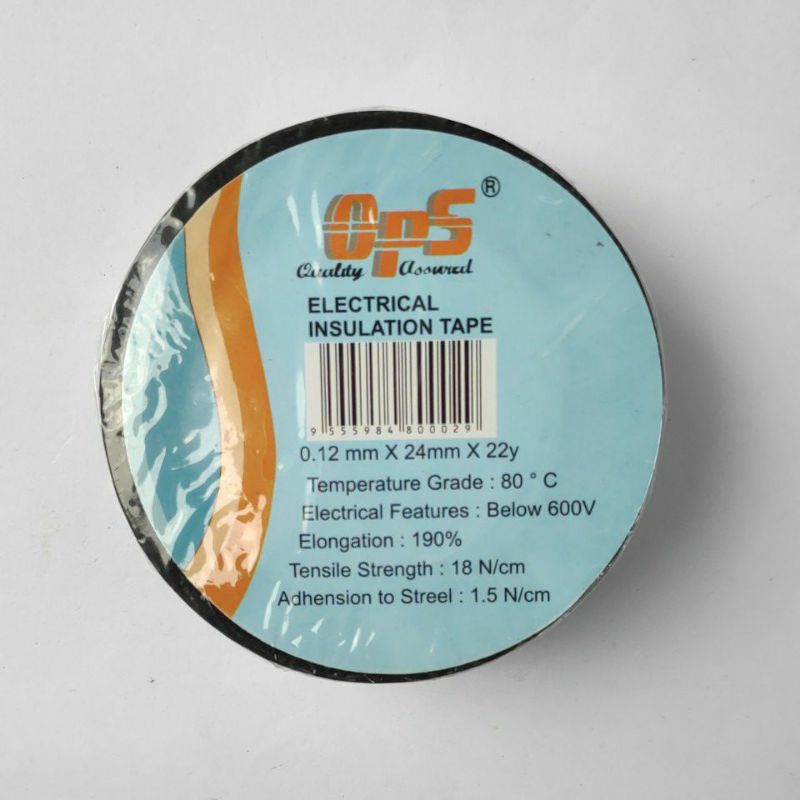 OPS ®
Quality Assured
ELECTRICAL
INSULATION TAPE
9 555984 800029
0.12 mm X 24mm X 22y
Temperature Grade : 80 ° C
Electrical Features : Below 600V
Elongation : 190%
Tensile Strength : 18 N/cm
Adhension to Streel : 1.5 N/cm